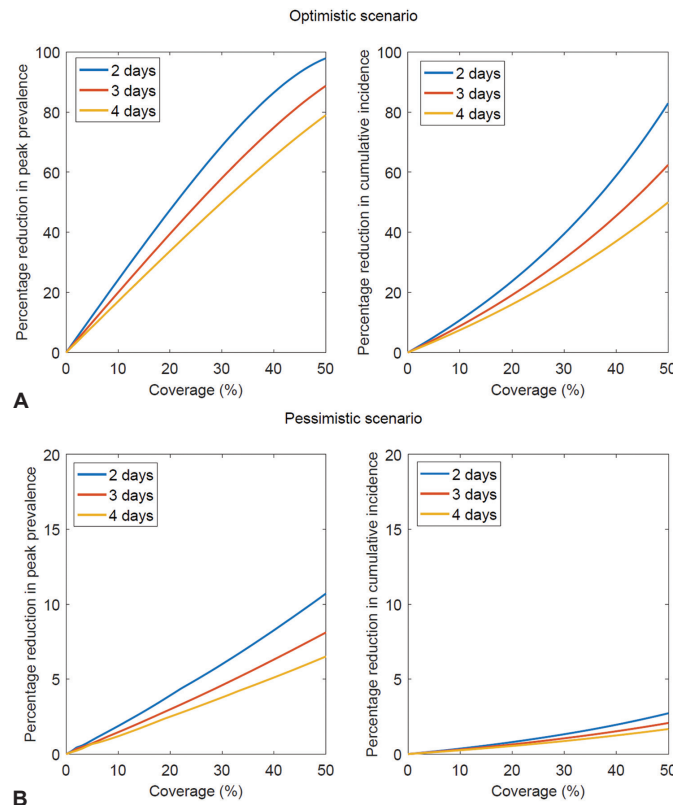 Optimistic scenario
Percentage reduction in peak prevalence
100
80
60
40
20
0
2 days
3 days
4 days
0 10 20 30 40 50
Coverage (%)
Percentage reduction in cumulative incidence
100
80
60
40
20
0
2 days
3 days
4 days
0 10 20 30 40 50
Coverage (%)
A
Pessimistic scenario
Percentage reduction in peak prevalence
20
15
10
5
0
2 days
3 days
4 days
0 10 20 30 40 50
Coverage (%)
Percentage reduction in cumulative incidence
20
15
10
5
0
2 days
3 days
4 days
0 10 20 30 40 50
Coverage (%)
B